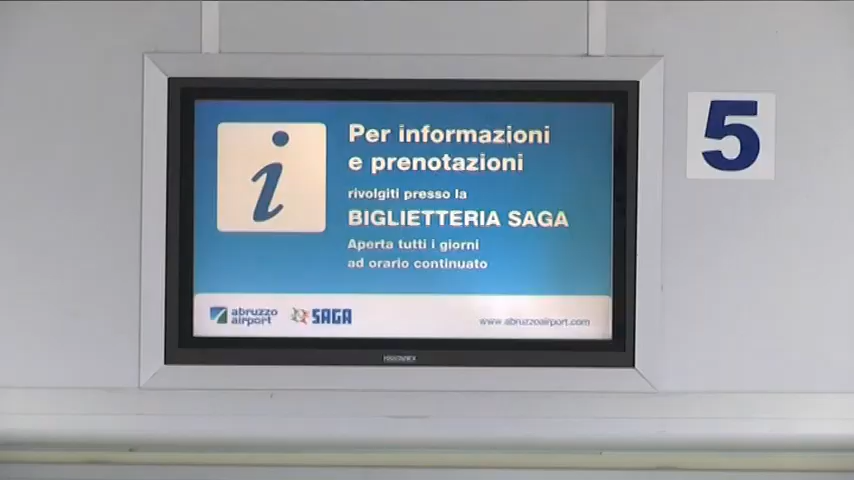 Per informazioni
e prenotazioni
rivolgiti presso la
BIGLIETTERIA SAGA
Aperta tutti i giorni
ad orario continuato
abruzzo
airport
SAGA
www.abruzzoairport.com
5